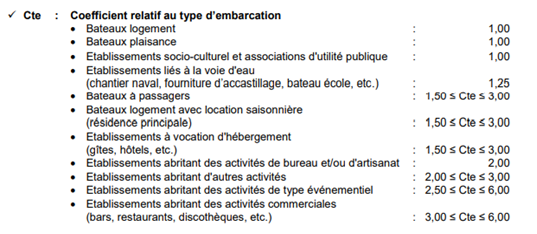 ✓ Cte : Coefficient relatif au type d'embarcation
• Bateaux logement : 1,00
• Bateaux plaisance : 1,00
• Etablissements socio-culturel et associations d'utilité publique : 1,00
• Etablissements liés à la voie d'eau
(chantier naval, fourniture d'accastillage, bateau école, etc.) : 1,25
• Bateaux à passagers : 1,50 ≤ Cte ≤ 3,00
• Bateaux logement avec location saisonnière
(résidence principale) : 1,50 ≤ Cte ≤ 3,00
• Etablissements à vocation d'hébergement
(gîtes, hôtels, etc.) : 1,50 ≤ Cte ≤ 3,00
• Etablissements abritant des activités de bureau et/ou d'artisanat : 2,00
• Etablissements abritant d'autres activités : 2,00 ≤ Cte ≤ 3,00
• Etablissements abritant des activités de type événementiel : 2,50 ≤ Cte ≤ 6,00
• Etablissements abritant des activités commerciales
(bars, restaurants, discothèques, etc.) : 3,00 ≤ Cte ≤ 6,00